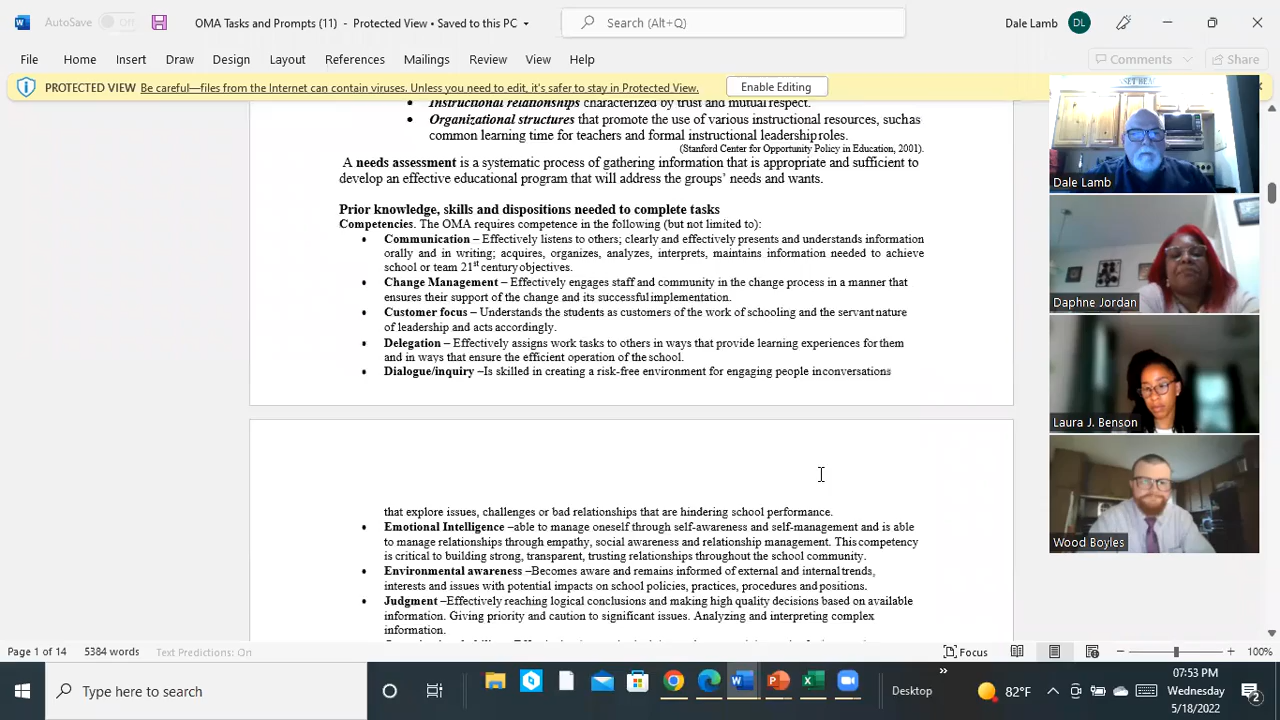 AutoSave Off OMA Tasks and Prompts (11) - Protected View • Saved to this PC Search (Alt+Q) Dale Lamb DL
File Home Insert Draw Design Layout References Mailings Review View Help Comments Share
PROTECTED VIEW Be careful—files from the Internet can contain viruses. Unless you need to edit, it's safer to stay in Protected View. Enable Editing
• Instructional relationships characterized by trust and mutual respect.
• Organizational structures that promote the use of various instructional resources, suchas
common learning time for teachers and formal instructional leadership roles.
(Stanford Center for Opportunity Policy in Education, 2001).
A needs assessment is a systematic process of gathering information that is appropriate and sufficient to
develop an effective educational program that will address the groups' needs and wants.
Prior knowledge, skills and dispositions needed to complete tasks
Competencies. The OMA requires competence in the following (but not limited to):
• Communication – Effectively listens to others; clearly and effectively presents and understands information
orally and in writing; acquires, organizes, analyzes, interprets, maintains information needed to achieve
school or team 21st century objectives.
• Change Management – Effectively engages staff and community in the change process in a manner that
ensures their support of the change and its successful implementation.
• Customer focus – Understands the students as customers of the work of schooling and the servant nature
of leadership and acts accordingly.
• Delegation – Effectively assigns work tasks to others in ways that provide learning experiences for them
and in ways that ensure the efficient operation of the school.
• Dialogue/inquiry –Is skilled in creating a risk-free environment for engaging people in conversations
that explore issues, challenges or bad relationships that are hindering school performance.
• Emotional Intelligence –able to manage oneself through self-awareness and self-management and is able
to manage relationships through empathy, social awareness and relationship management. This competency
is critical to building strong, transparent, trusting relationships throughout the school community.
• Environmental awareness –Becomes aware and remains informed of external and internal trends,
interests and issues with potential impacts on school policies, practices, procedures and positions.
• Judgment –Effectively reaching logical conclusions and making high quality decisions based on available
information. Giving priority and caution to significant issues. Analyzing and interpreting complex
information.
Dale Lamb
Daphne Jordan
Laura J. Benson
Wood Boyles
Page 1 of 14 5384 words Text Predictions: On Focus 100%
Type here to search Desktop 82°F 07:53 PM
Wednesday
5/18/2022 2